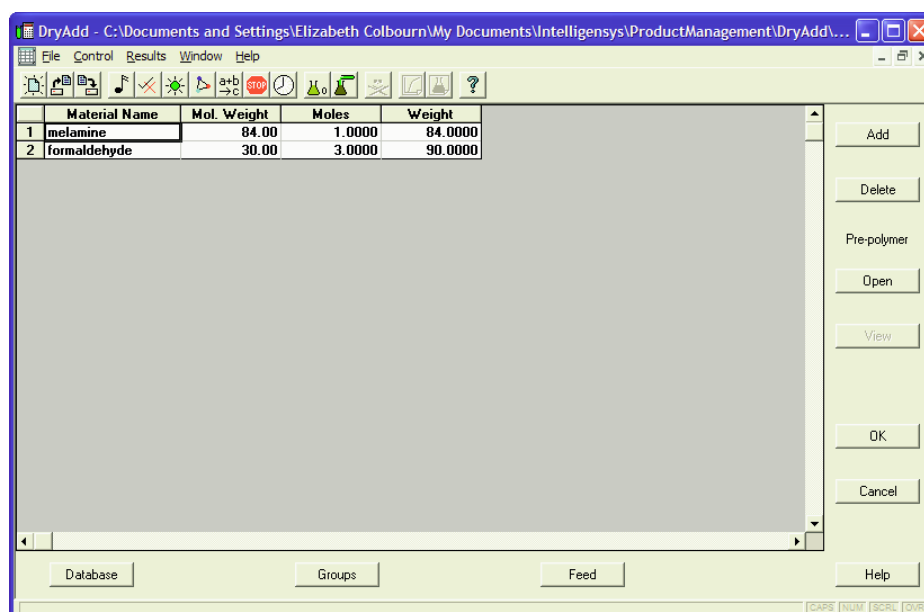 DryAdd - C:\Documents and Settings\Elizabeth Colbourn\My Documents\Intelligensys\ProductManagement\DryAdd\...
File Control Results Window Help
a+b →c STOP ?
Material Name Mol. Weight Moles Weight
1 melamine 84.00 1.0000 84.0000
2 formaldehyde 30.00 3.0000 90.0000
Add
Delete
Pre-polymer
Open
View
OK
Cancel
Database Groups Feed Help
CAPS NUM SCRL OVR